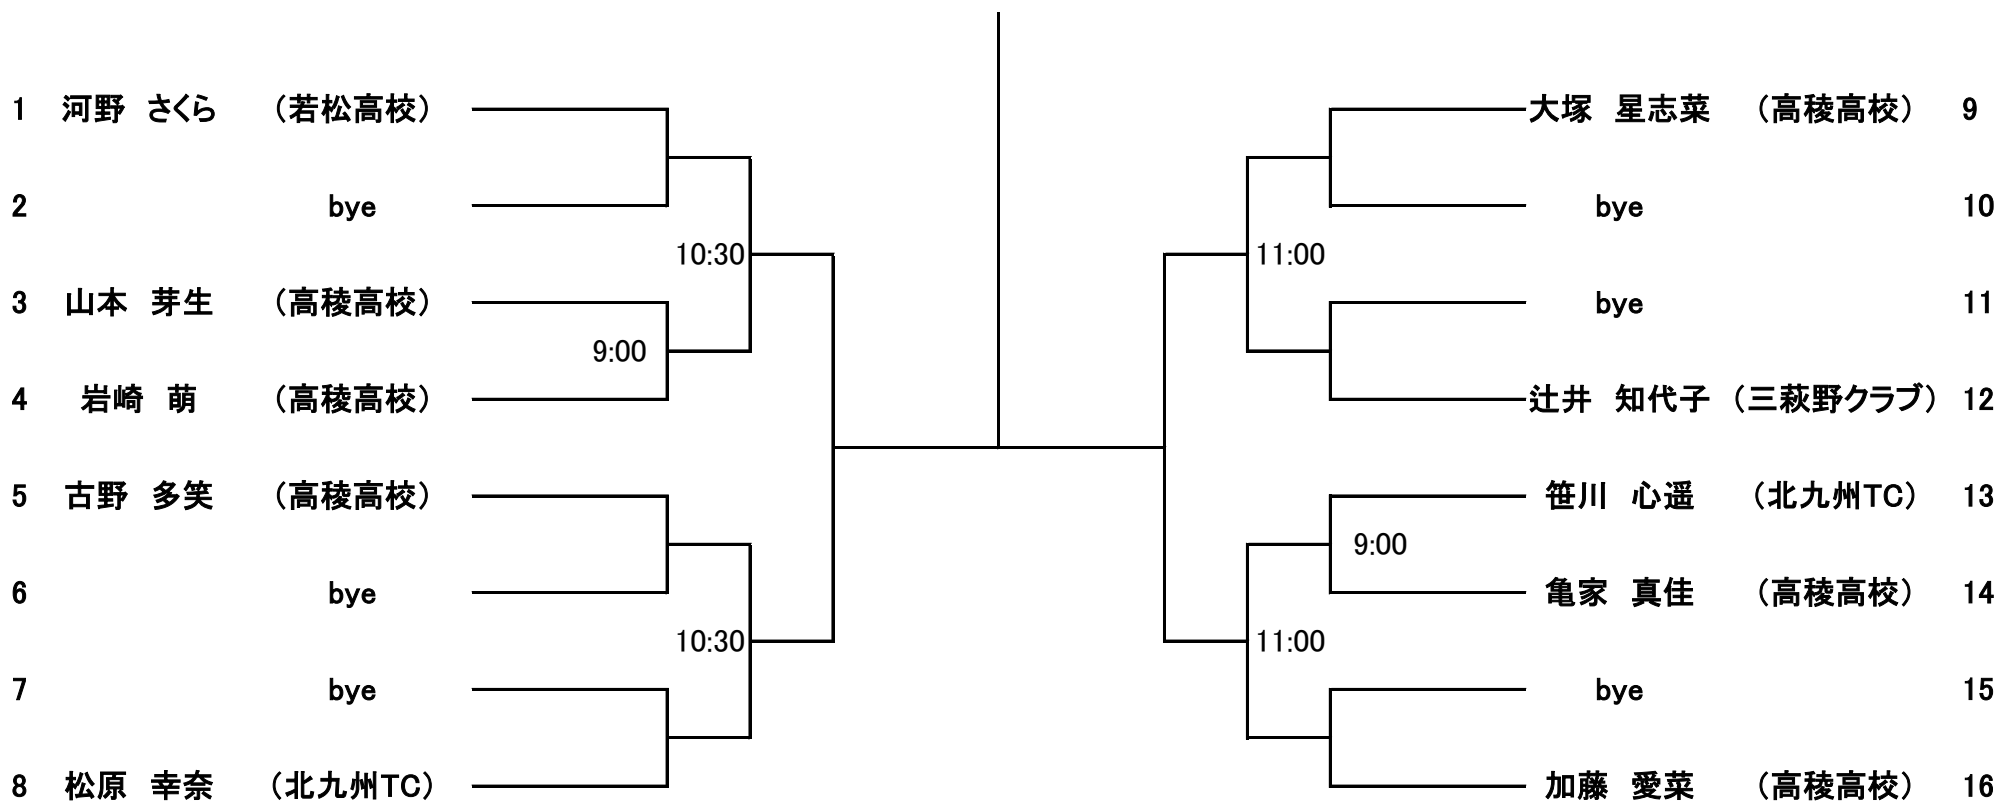 1 河野 さくら (若松高校)
2 bye
10:30
3 山本 芽生 (高稜高校)
9:00
4 岩崎 萌 (高稜高校)
5 古野 多笑 (高稜高校)
6 bye
10:30
7 bye
8 松原 幸奈 (北九州TC)
大塚 星志菜 (高稜高校) 9
bye 10
11:00
bye 11
辻井 知代子 (三萩野クラブ) 12
笹川 心遥 (北九州TC) 13
9:00
亀家 真佳 (高稜高校) 14
11:00
bye 15
加藤 愛菜 (高稜高校) 16